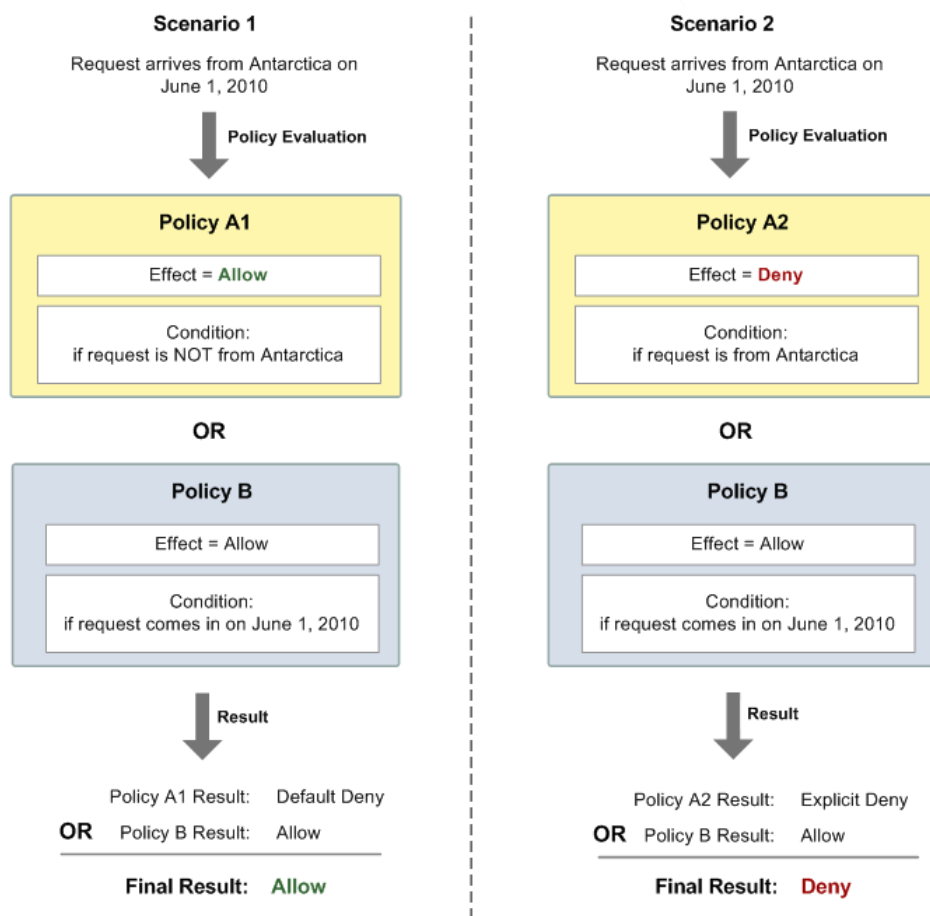 Scenario 1
Request arrives from Antarctica on
June 1, 2010
Policy Evaluation
Policy A1
Effect = Allow
Condition:
if request is NOT from Antarctica
OR
Policy B
Effect = Allow
Condition:
if request comes in on June 1, 2010
Result
Policy A1 Result: Default Deny
OR Policy B Result: Allow
Final Result: Allow
Scenario 2
Request arrives from Antarctica on
June 1, 2010
Policy Evaluation
Policy A2
Effect = Deny
Condition:
if request is from Antarctica
OR
Policy B
Effect = Allow
Condition:
if request comes in on June 1, 2010
Result
Policy A2 Result: Explicit Deny
OR Policy B Result: Allow
Final Result: Deny